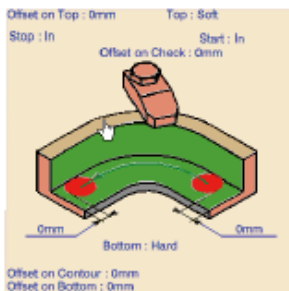 Offset on Top : 0mm Top : Soft
Stop : In Start : In
Offset on Check : 0mm
0mm 0mm
Bottom : Hard
Offset on Contour : 0mm
Offset on Bottom : 0mm